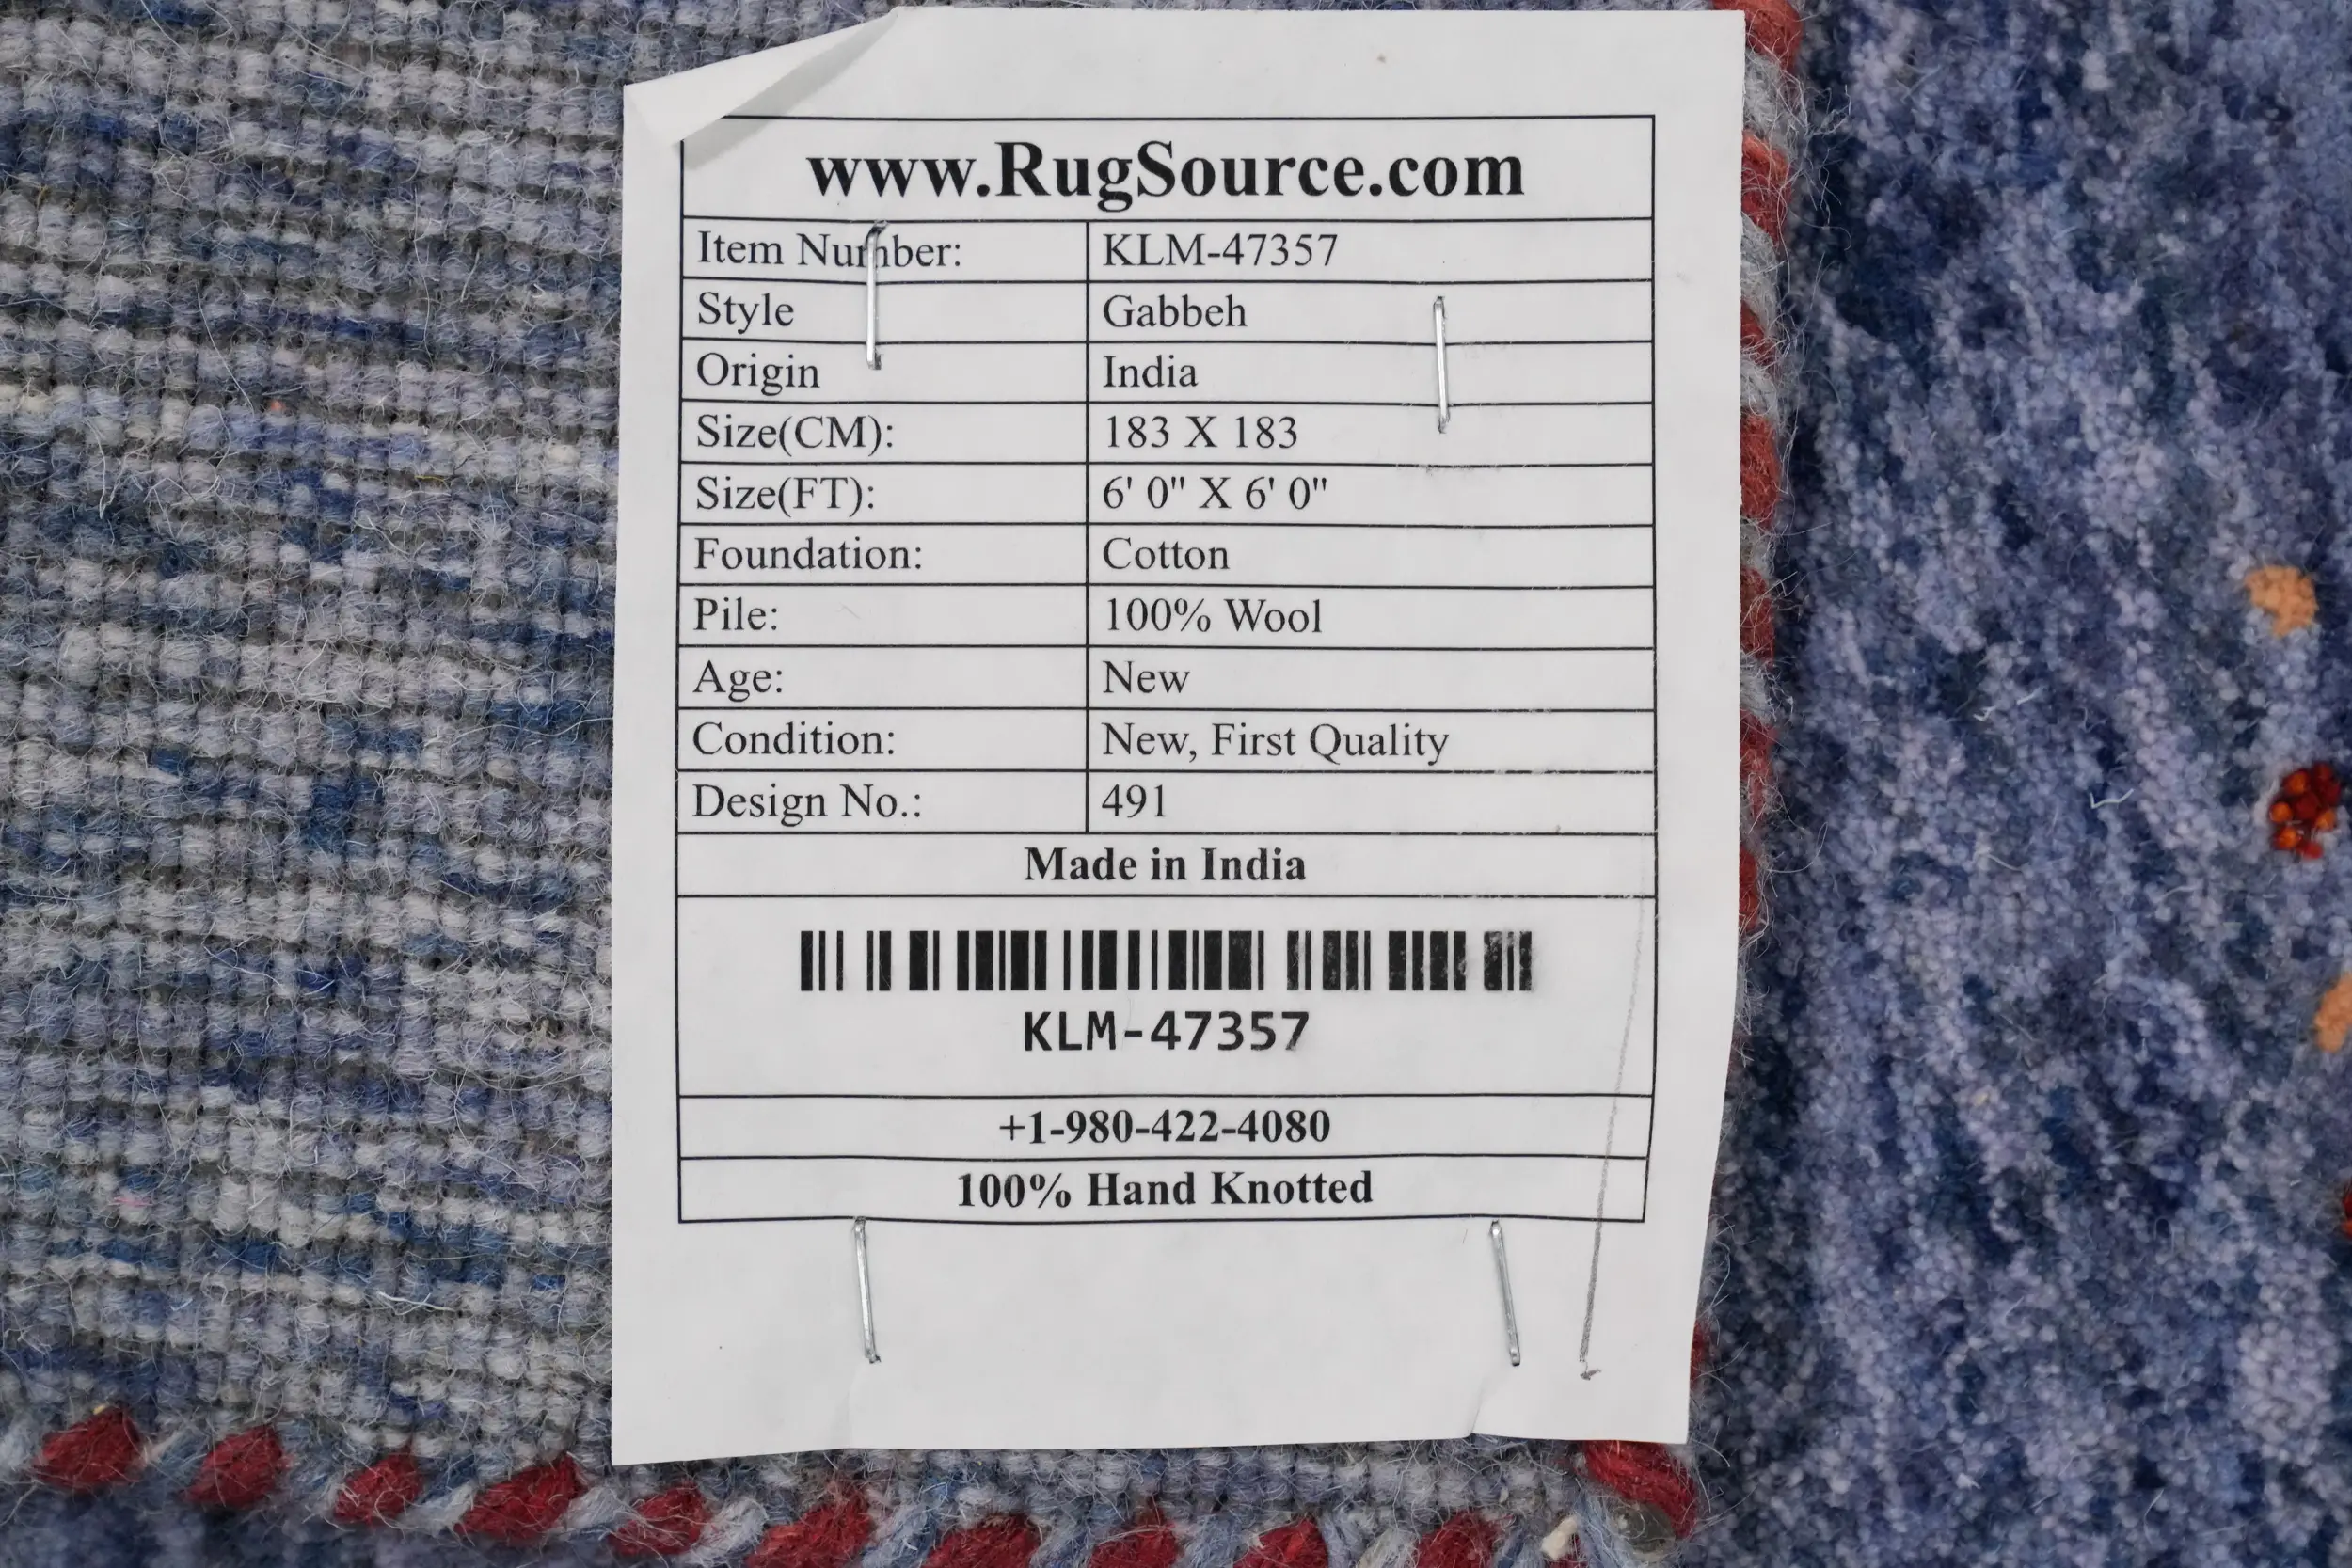 www.RugSource.com
Item Number: KLM-47357
Style Gabbeh
Origin India
Size(CM): 183 X 183
Size(FT): 6' 0" X 6' 0"
Foundation: Cotton
Pile: 100% Wool
Age: New
Condition: New, First Quality
Design No.: 491
Made in India
KLM-47357
+1-980-422-4080
100% Hand Knotted